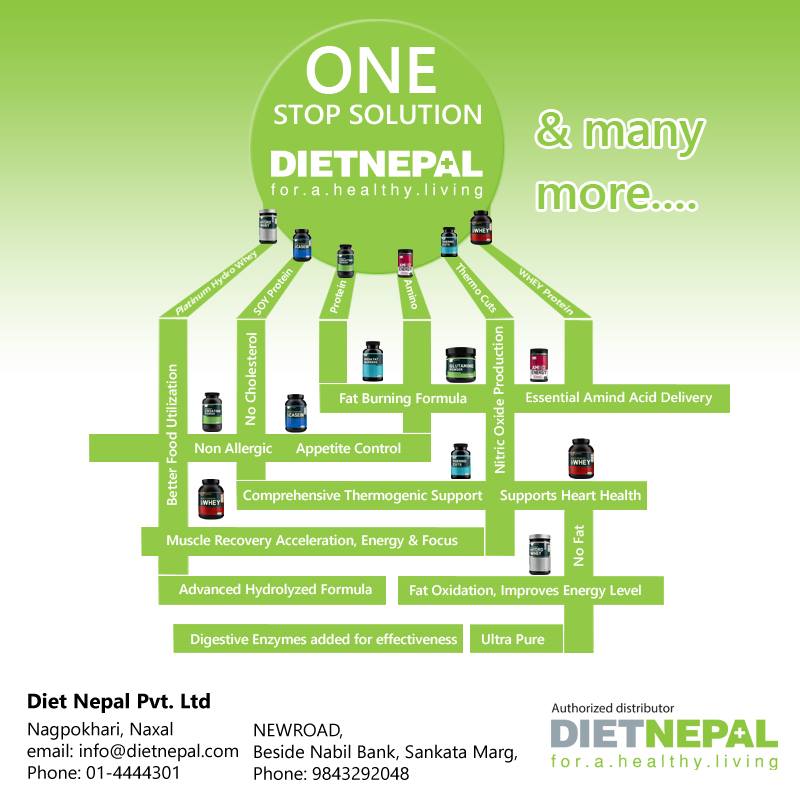 ONE
STOP SOLUTION
DIETNEPAL
for.a.healthy.living
& many
more....
Platinum Hydro Whey
SOY Protein
Protein
Amino
Thermo Cuts
WHEY Protein
Better Food Utilization
No Cholesterol
Nitric Oxide Production
Fat Burning Formula
Essential Amind Acid Delivery
Non Allergic
Appetite Control
Comprehensive Thermogenic Support
Supports Heart Health
Muscle Recovery Acceleration, Energy & Focus
No Fat
Advanced Hydrolyzed Formula
Fat Oxidation, Improves Energy Level
Digestive Enzymes added for effectiveness
Ultra Pure
Diet Nepal Pvt. Ltd
Nagpokhari, Naxal
email: info@dietnepal.com
Phone: 01-4444301
NEWROAD,
Beside Nabil Bank, Sankata Marg,
Phone: 9843292048
Authorized distributor
DIETNEPAL
for.a.healthy.living